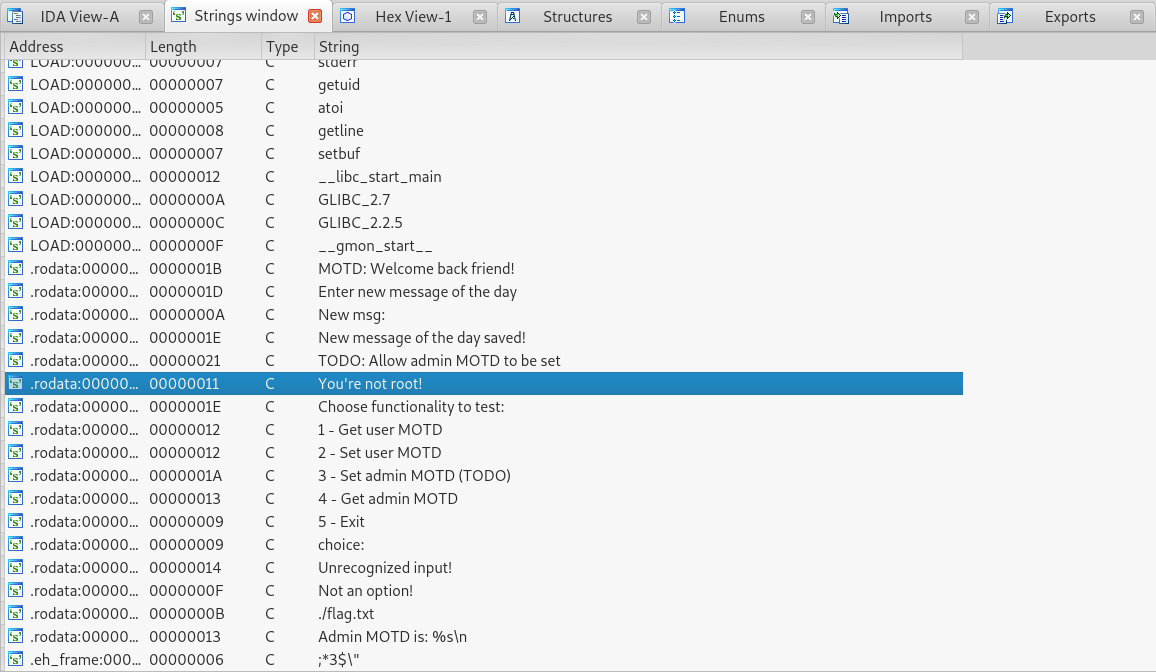 IDA View-A Strings window Hex View-1 Structures Enums Imports Exports
Address Length Type String
LOAD:000000... 00000007 C stderr
LOAD:000000... 00000007 C getuid
LOAD:000000... 00000005 C atoi
LOAD:000000... 00000008 C getline
LOAD:000000... 00000007 C setbuf
LOAD:000000... 00000012 C __libc_start_main
LOAD:000000... 0000000A C GLIBC_2.7
LOAD:000000... 0000000C C GLIBC_2.2.5
LOAD:000000... 0000000F C __gmon_start__
.rodata:00000... 0000001B C MOTD: Welcome back friend!
.rodata:00000... 0000001D C Enter new message of the day
.rodata:00000... 0000000A C New msg:
.rodata:00000... 0000001E C New message of the day saved!
.rodata:00000... 00000021 C TODO: Allow admin MOTD to be set
.rodata:00000... 00000011 C You're not root!
.rodata:00000... 0000001E C Choose functionality to test:
.rodata:00000... 00000012 C 1 - Get user MOTD
.rodata:00000... 00000012 C 2 - Set user MOTD
.rodata:00000... 0000001A C 3 - Set admin MOTD (TODO)
.rodata:00000... 00000013 C 4 - Get admin MOTD
.rodata:00000... 00000009 C 5 - Exit
.rodata:00000... 00000009 C choice:
.rodata:00000... 00000014 C Unrecognized input!
.rodata:00000... 0000000F C Not an option!
.rodata:00000... 0000000B C ./flag.txt
.rodata:00000... 00000013 C Admin MOTD is: %s\n
.eh_frame:000... 00000006 C ;*3$\"